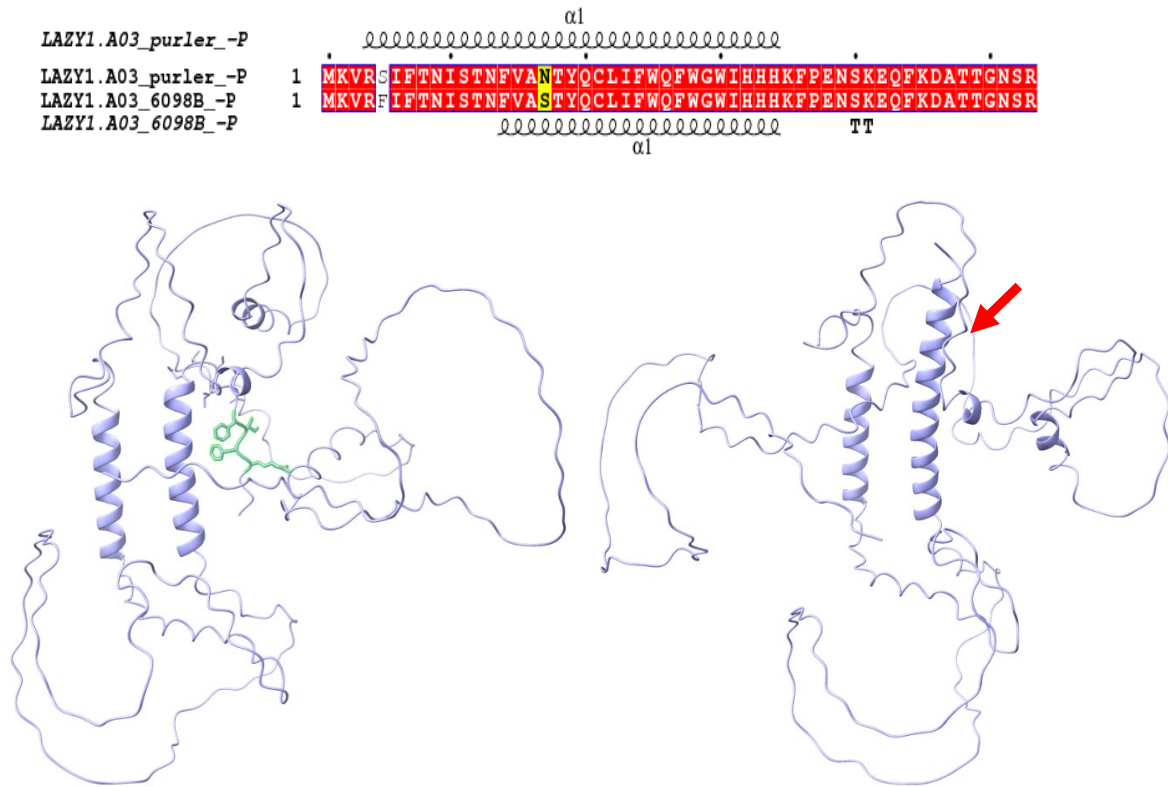 α1
LAZY1.A03_purler_-P
LAZY1.A03_purler_-P 1 MKVRSIFTNISTNFVANTYQCLIFWQFWGWIHHHKFPENSKEQFKDATTGNSR
LAZY1.A03_6098B_-P 1 MKVRFIFTNISTNFVASTYQCLIFWQFWGWIHHHKFPENSKEQFKDATTGNSR
LAZY1.A03_6098B_-P TT
α1